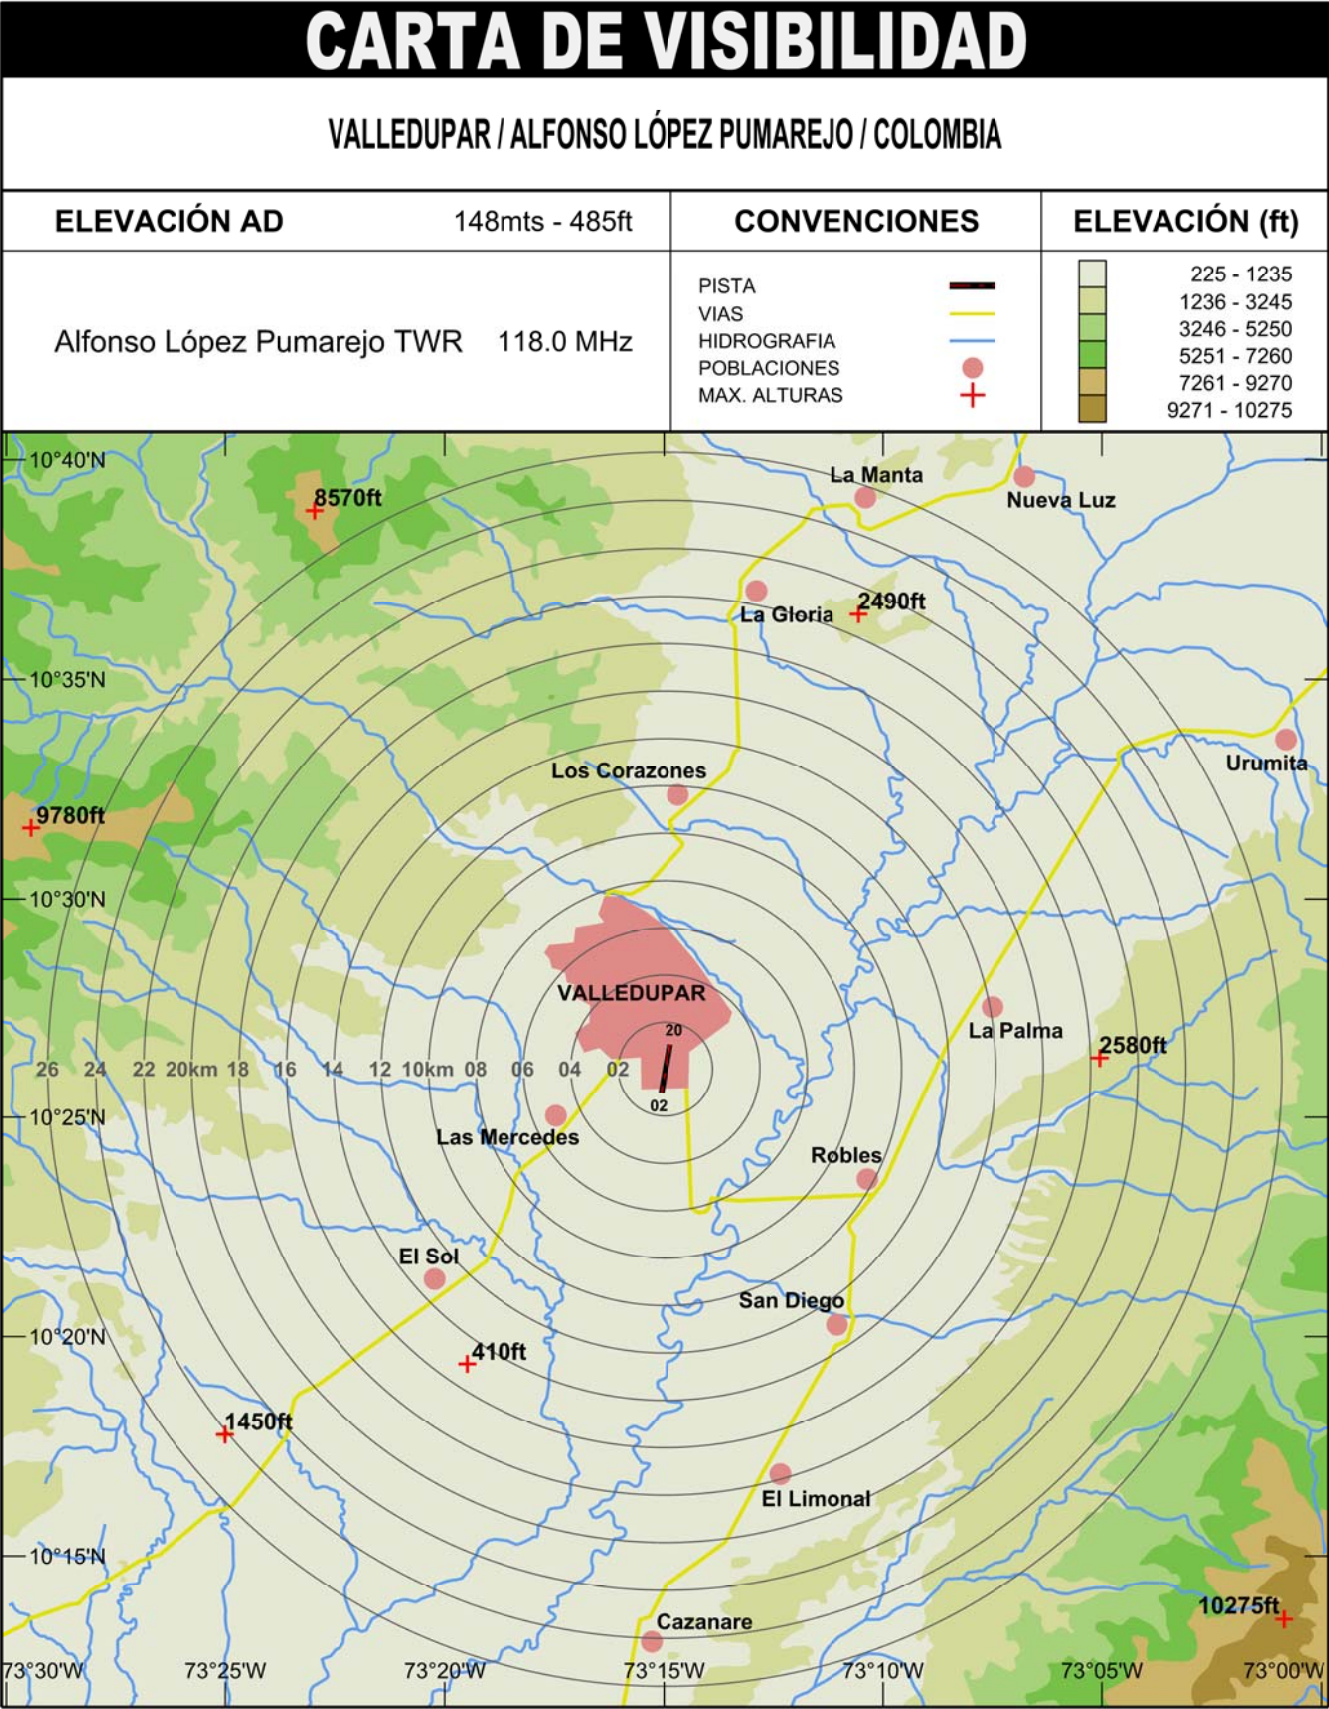 CARTA DE VISIBILIDAD
VALLEDUPAR / ALFONSO LÓPEZ PUMAREJO / COLOMBIA
ELEVACIÓN AD 148mts - 485ft
Alfonso López Pumarejo TWR 118.0 MHz
CONVENCIONES
PISTA
VIAS
HIDROGRAFIA
POBLACIONES
MAX. ALTURAS
ELEVACIÓN (ft)
225 - 1235
1236 - 3245
3246 - 5250
5251 - 7260
7261 - 9270
9271 - 10275
10°40'N
La Manta
8570ft
Nueva Luz
2490ft
La Gloria
10°35'N
Urumita
Los Corazones
9780ft
10°30'N
VALLEDUPAR
20
La Palma
2580ft
26 24 22 20km 18 16 14 12 10km 08 06 04 02
02
10°25'N
Las Mercedes
Robles
El Sol
San Diego
10°20'N
410ft
1450ft
El Limonal
10°15'N
10275ft
Cazanare
73°30'W 73°25'W 73°20'W 73°15'W 73°10'W 73°05'W 73°00'W